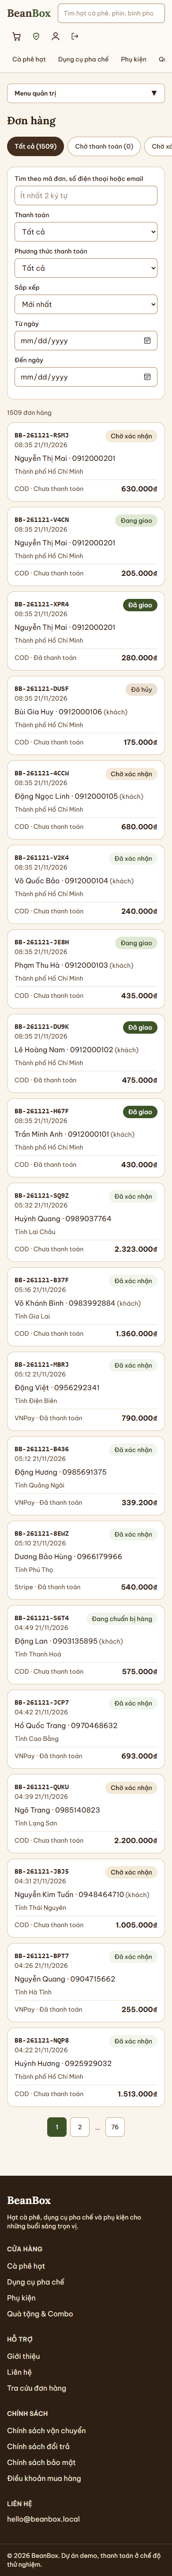 BeanBox
Tìm hạt cà phê, phin, bình pho
Cà phê hạt Dụng cụ pha chế Phụ kiện Qu
Menu quản trị
Đơn hàng
Tất cả (1509) Chờ thanh toán (0) Chờ xá
Tìm theo mã đơn, số điện thoại hoặc email
Ít nhất 2 ký tự
Thanh toán
Tất cả
Phương thức thanh toán
Tất cả
Sắp xếp
Mới nhất
Từ ngày
mm/dd/yyyy
Đến ngày
mm/dd/yyyy
1509 đơn hàng
BB-261121-RSMJ Chờ xác nhận
08:35 21/11/2026
Nguyễn Thị Mai · 0912000201
Thành phố Hồ Chí Minh
COD · Chưa thanh toán 630.000₫
BB-261121-V4CN Đang giao
08:35 21/11/2026
Nguyễn Thị Mai · 0912000201
Thành phố Hồ Chí Minh
COD · Chưa thanh toán 205.000₫
BB-261121-XPR4 Đã giao
08:35 21/11/2026
Nguyễn Thị Mai · 0912000201
Thành phố Hồ Chí Minh
COD · Đã thanh toán 280.000₫
BB-261121-DUSF Đã hủy
08:35 21/11/2026
Bùi Gia Huy · 0912000106 (khách)
Thành phố Hồ Chí Minh
COD · Chưa thanh toán 175.000₫
BB-261121-4CCW Chờ xác nhận
08:35 21/11/2026
Đặng Ngọc Linh · 0912000105 (khách)
Thành phố Hồ Chí Minh
COD · Chưa thanh toán 680.000₫
BB-261121-V2K4 Đã xác nhận
08:35 21/11/2026
Võ Quốc Bảo · 0912000104 (khách)
Thành phố Hồ Chí Minh
COD · Chưa thanh toán 240.000₫
BB-261121-JE8H Đang giao
08:35 21/11/2026
Phạm Thu Hà · 0912000103 (khách)
Thành phố Hồ Chí Minh
COD · Chưa thanh toán 435.000₫
BB-261121-DU9K Đã giao
08:35 21/11/2026
Lê Hoàng Nam · 0912000102 (khách)
Thành phố Hồ Chí Minh
COD · Đã thanh toán 475.000₫
BB-261121-H67F Đã giao
08:35 21/11/2026
Trần Minh Anh · 0912000101 (khách)
Thành phố Hồ Chí Minh
COD · Đã thanh toán 430.000₫
BB-261121-SQ9Z Đã xác nhận
05:32 21/11/2026
Huỳnh Quang · 0989037764
Tỉnh Lai Châu
COD · Chưa thanh toán 2.323.000₫
BB-261121-B37F Đã xác nhận
05:16 21/11/2026
Võ Khánh Bình · 0983992884 (khách)
Tỉnh Gia Lai
COD · Chưa thanh toán 1.360.000₫
BB-261121-MBRJ Đã xác nhận
05:12 21/11/2026
Đặng Việt · 0956292341
Tỉnh Điện Biên
VNPay · Đã thanh toán 790.000₫
BB-261121-B436 Đã xác nhận
05:12 21/11/2026
Đặng Hương · 0985691375
Tỉnh Quảng Ngãi
VNPay · Đã thanh toán 339.200₫
BB-261121-8EWZ Đã xác nhận
05:10 21/11/2026
Dương Bảo Hùng · 0966179966
Tỉnh Phú Thọ
Stripe · Đã thanh toán 540.000₫
BB-261121-S6T4 Đang chuẩn bị hàng
04:49 21/11/2026
Đặng Lan · 0903135895 (khách)
Tỉnh Thanh Hoá
COD · Chưa thanh toán 575.000₫
BB-261121-JCP7 Đã xác nhận
04:42 21/11/2026
Hồ Quốc Trang · 0970468632
Tỉnh Cao Bằng
VNPay · Đã thanh toán 693.000₫
BB-261121-QUKU Chờ xác nhận
04:39 21/11/2026
Ngô Trang · 0985140823
Tỉnh Lạng Sơn
COD · Chưa thanh toán 2.200.000₫
BB-261121-JBJ5 Chờ xác nhận
04:31 21/11/2026
Nguyễn Kim Tuấn · 0948464710 (khách)
Tỉnh Thái Nguyên
COD · Chưa thanh toán 1.005.000₫
BB-261121-BPT7 Đã xác nhận
04:26 21/11/2026
Nguyễn Quang · 0904715662
Tỉnh Hà Tĩnh
VNPay · Đã thanh toán 255.000₫
BB-261121-NQP8 Đã xác nhận
04:22 21/11/2026
Huỳnh Hương · 0925929032
Thành phố Hồ Chí Minh
COD · Chưa thanh toán 1.513.000₫
1 2 … 76
BeanBox
Hạt cà phê, dụng cụ pha chế và phụ kiện cho
những buổi sáng trọn vị.
CỬA HÀNG
Cà phê hạt
Dụng cụ pha chế
Phụ kiện
Quà tặng & Combo
HỖ TRỢ
Giới thiệu
Liên hệ
Tra cứu đơn hàng
CHÍNH SÁCH
Chính sách vận chuyển
Chính sách đổi trả
Chính sách bảo mật
Điều khoản mua hàng
LIÊN HỆ
hello@beanbox.local
© 2026 BeanBox. Dự án demo, thanh toán ở chế độ
thử nghiệm.